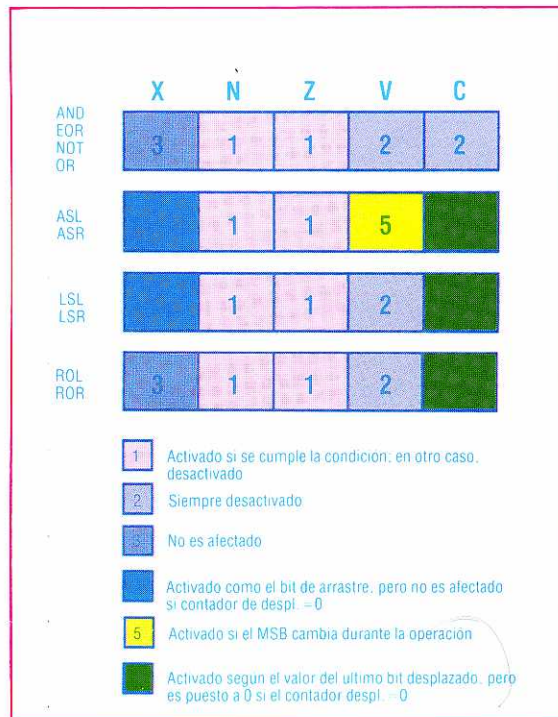 X N Z V C
AND
EOR
NOT
OR
3 1 1 2 2
ASL
ASR
1 1 5
LSL
LSR
1 1 2
ROL
ROR
3 1 1 2
1 Activado si se cumple la condición; en otro caso,
desactivado
2 Siempre desactivado
3 No es afectado
Activado como el bit de arrastre, pero no es afectado
si contador de despl. =0
5 Activado si el MSB cambia durante la operación
Activado segun el valor del ultimo bit desplazado, pero
es puesto a 0 si el contador despl. =0